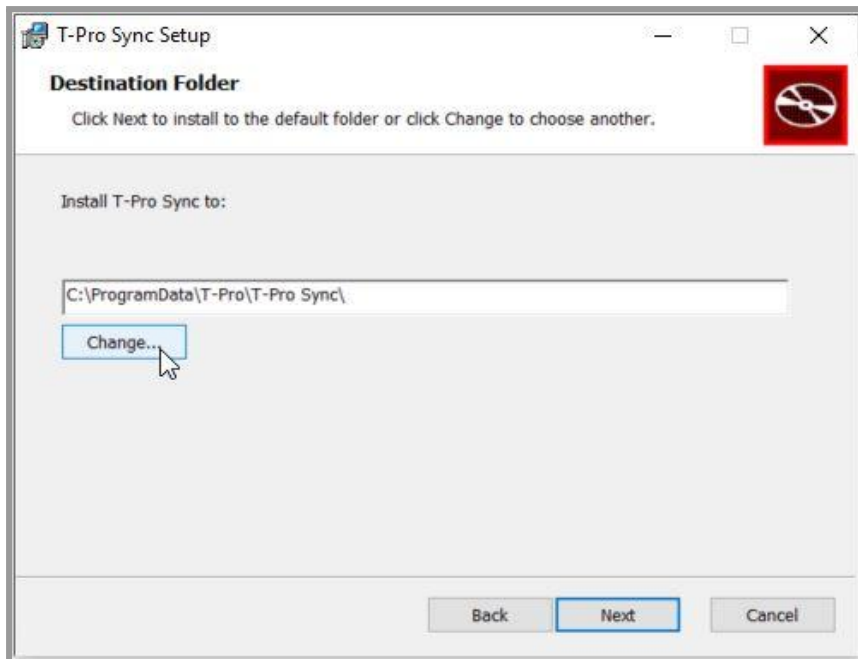 T-Pro Sync Setup
Destination Folder
Click Next to install to the default folder or click Change to choose another.
Install T-Pro Sync to:
C:\ProgramData\T-Pro\T-Pro Sync\
Change...
Back Next Cancel